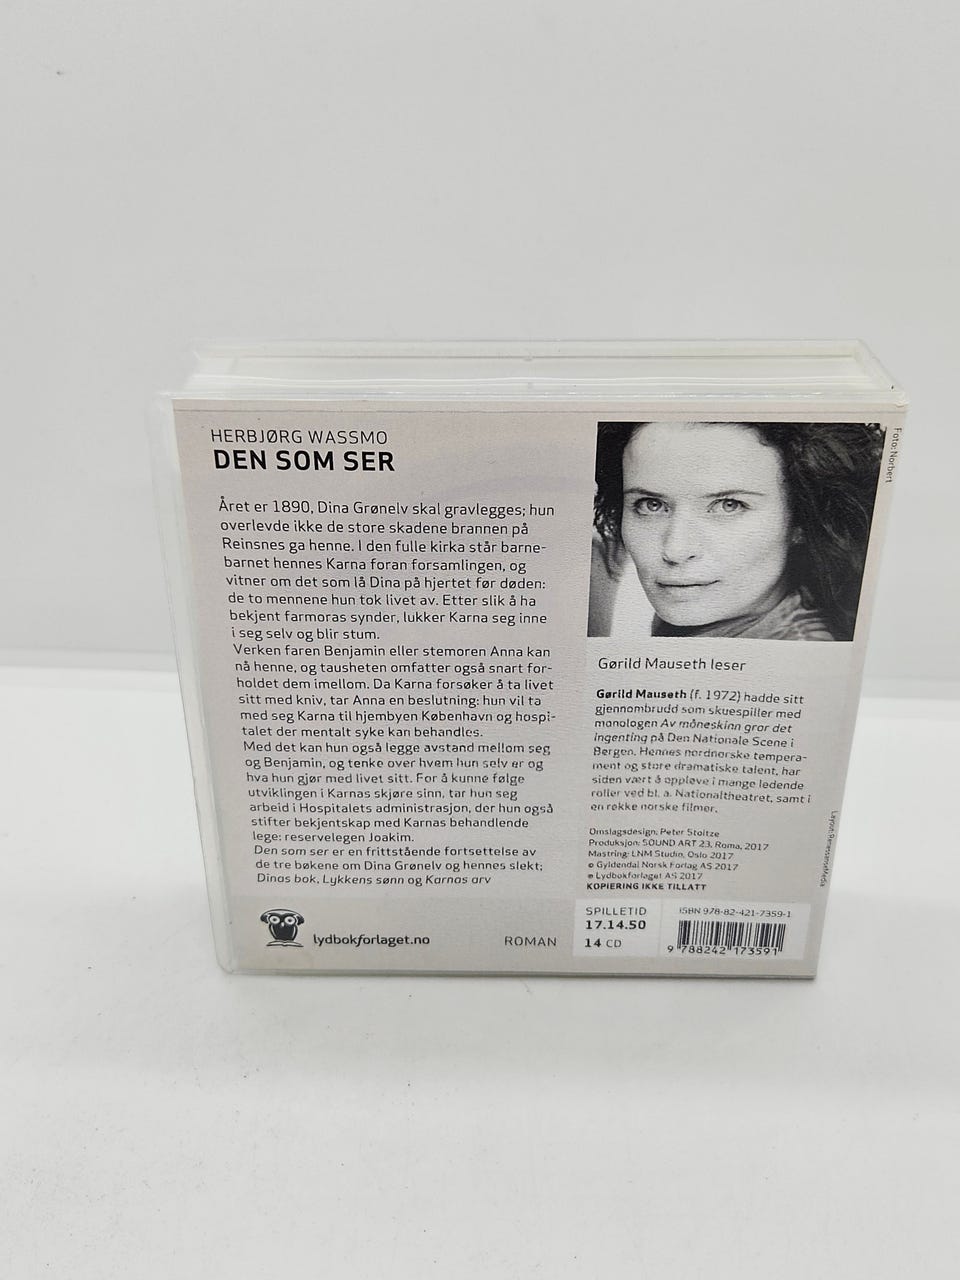 HERBJØRG WASSMO
DEN SOM SER
Året er 1890, Dina Grønelv skal gravlegges; hun
overlevde ikke de store skadene brannen på
Reinsnes ga henne. I den fulle kirka står barne-
barnet hennes Karna foran forsamlingen, og
vitner om det som lå Dina på hjertet før døden:
de to mennene hun tok livet av. Etter slik å ha
bekjent farmoras synder, lukker Karna seg inne
i seg selv og blir stum.
Verken faren Benjamin eller stemoren Anna kan
nå henne, og tausheten omfatter også snart for-
holdet dem imellom. Da Karna forsøker å ta livet
sitt med kniv, tar Anna en beslutning: hun vil ta
med seg Karna til hjembyen København og hospi-
talet der mentalt syke kan behandles.
Med det kan hun også legge avstand mellom seg
og Benjamin, og tenke over hvem hun selv er og
hva hun gjør med livet sitt. For å kunne følge
utviklingen i Karnas skjøre sinn, tar hun seg
arbeid i Hospitalets administrasjon, der hun også
stifter bekjentskap med Karnas behandlende
lege: reservelegen Joakim.
Den som ser er en frittstående fortsettelse av
de tre bøkene om Dina Grønelv og hennes slekt;
Dinas bok, Lykkens sønn og Karnas arv
lydbokforlaget.no
ROMAN
Foto: Norbert
Gørild Mauseth leser
Gørild Mauseth (f. 1972) hadde sitt
gjennombrudd som skuespiller med
monologen Av måneskinn gror det
ingenting på Den Nationale Scene i
Bergen. Hennes nordnorske tempera-
ment og store dramatiske talent, har
siden vært å oppleve i mange ledende
roller ved bl. a. Nationaltheatret, samt i
en rekke norske filmer.
Omslagsdesign: Peter Stoltze
Produksjon: SOUND ART 23, Roma, 2017
Mastring: LNM Studio, Oslo 2017
© Gyldendal Norsk Forlag AS 2017
℗ Lydbokforlaget AS 2017
KOPIERING IKKE TILLATT
Layout: RenessanseMedia
SPILLETID
17.14.50
14 CD
ISBN 978-82-421-7359-1
9 788242 173591